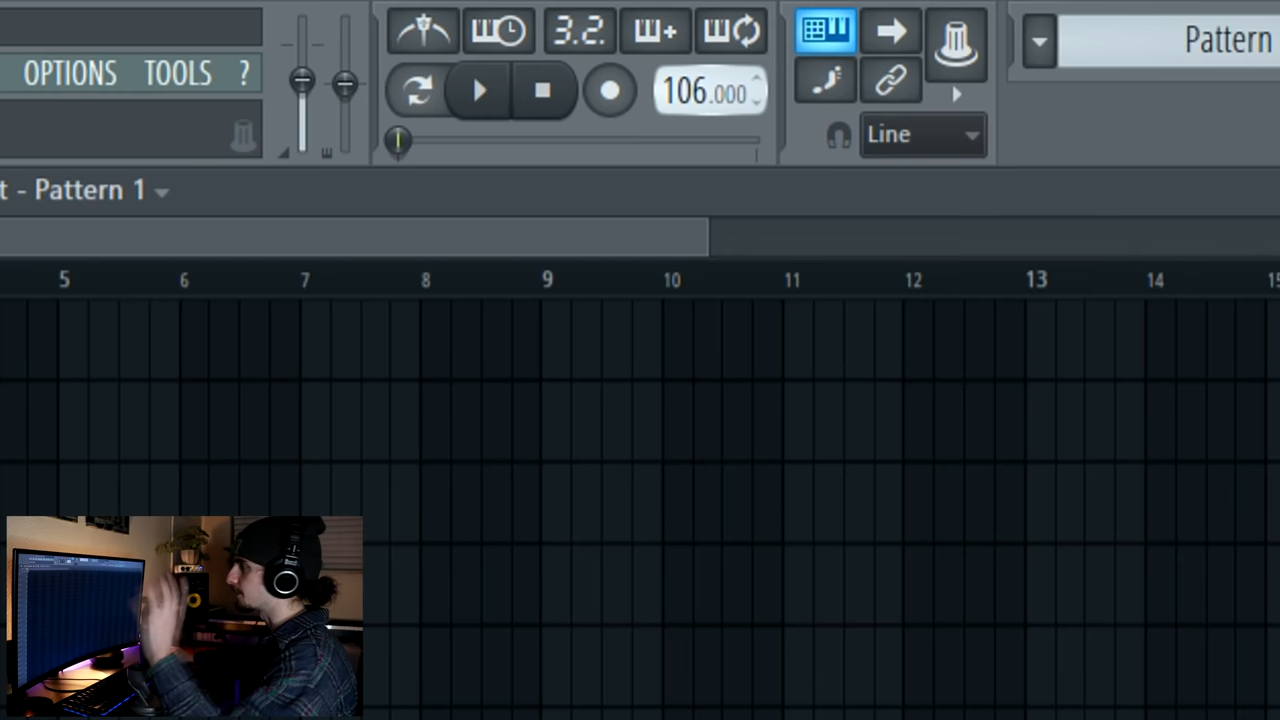 3.2.
OPTIONS TOOLS ?
106.000
Pattern
Line
t - Pattern 1
5 6 7 8 9 10 11 12 13 14 15